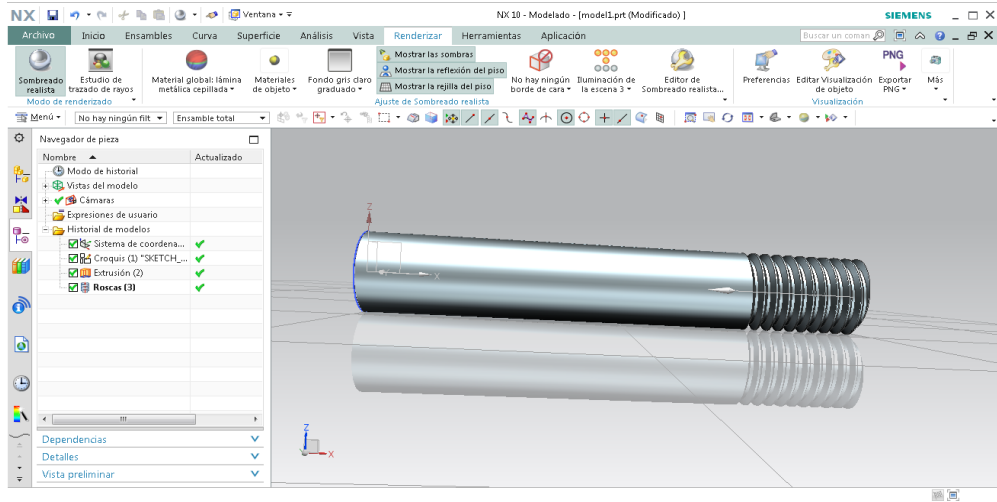 NX Ventana NX 10 - Modelado - [model1.prt (Modificado) ] SIEMENS
Archivo Inicio Ensambles Curva Superficie Análisis Vista Renderizar Herramientas Aplicación Buscar un coman
Sombreado realista
Estudio de trazado de rayos
Material global: lámina metálica cepillada
Materiales de objeto
Fondo gris claro graduado
Mostrar las sombras
Mostrar la reflexión del piso
Mostrar la rejilla del piso
No hay ningún borde de cara
Iluminación de la escena 3
Editor de Sombreado realista...
Preferencias
Editar Visualización de objeto
PNG
Exportar PNG
Más
Modo de renderizado Ajuste de Sombreado realista Visualización
Menú No hay ningún filt Ensamble total
Navegador de pieza
Nombre Actualizado
Modo de historial
Vistas del modelo
Cámaras
Expresiones de usuario
Historial de modelos
Sistema de coordena...
Croquis (1) "SKETCH_...
Extrusión (2)
Roscas (3)
Dependencias
Detalles
Vista preliminar
Z
X
Z
X